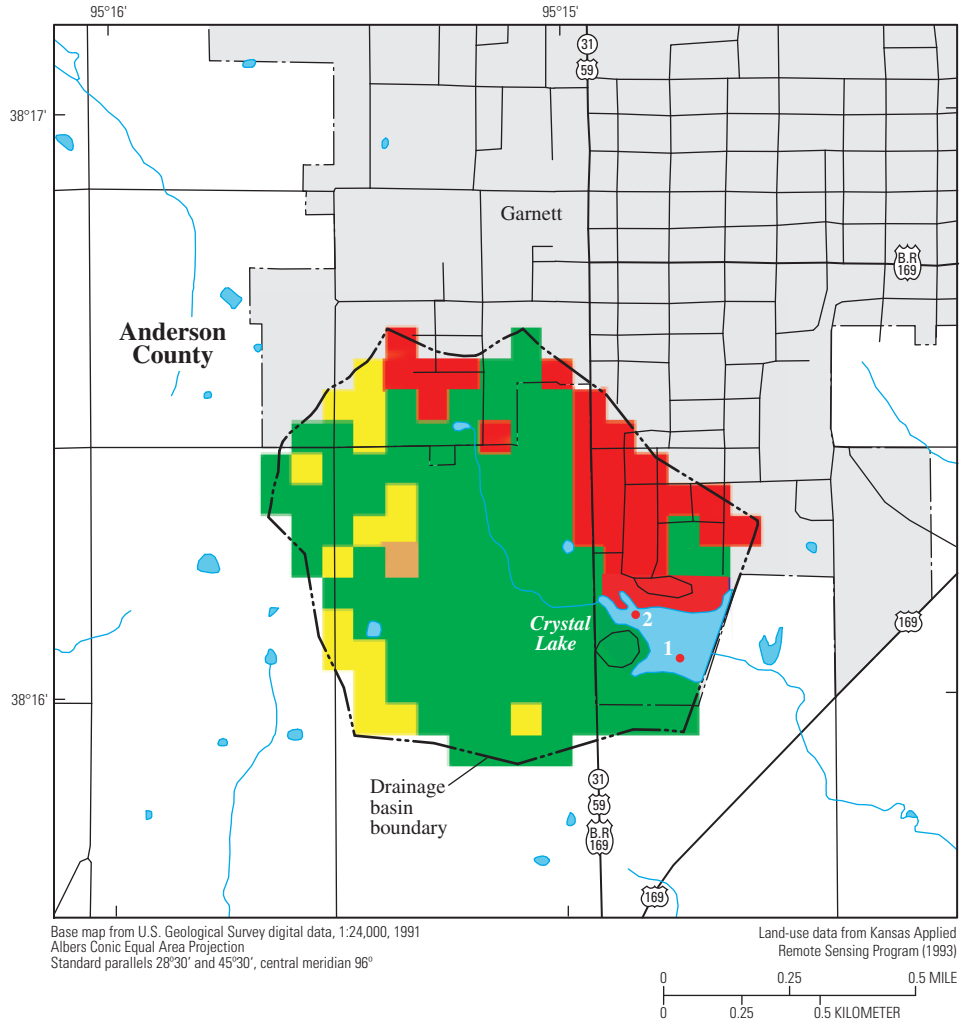 95°16'
95°15'
31
59
38°17'
Garnett
B.R
169
Anderson
County
169
Crystal
Lake
2
1
38°16'
Drainage
basin
boundary
31
59
B.R
169
169
Base map from U.S. Geological Survey digital data, 1:24,000, 1991
Albers Conic Equal Area Projection
Standard parallels 28°30' and 45°30', central meridian 96°
Land-use data from Kansas Applied
Remote Sensing Program (1993)
0 0.25 0.5 MILE
0 0.25 0.5 KILOMETER